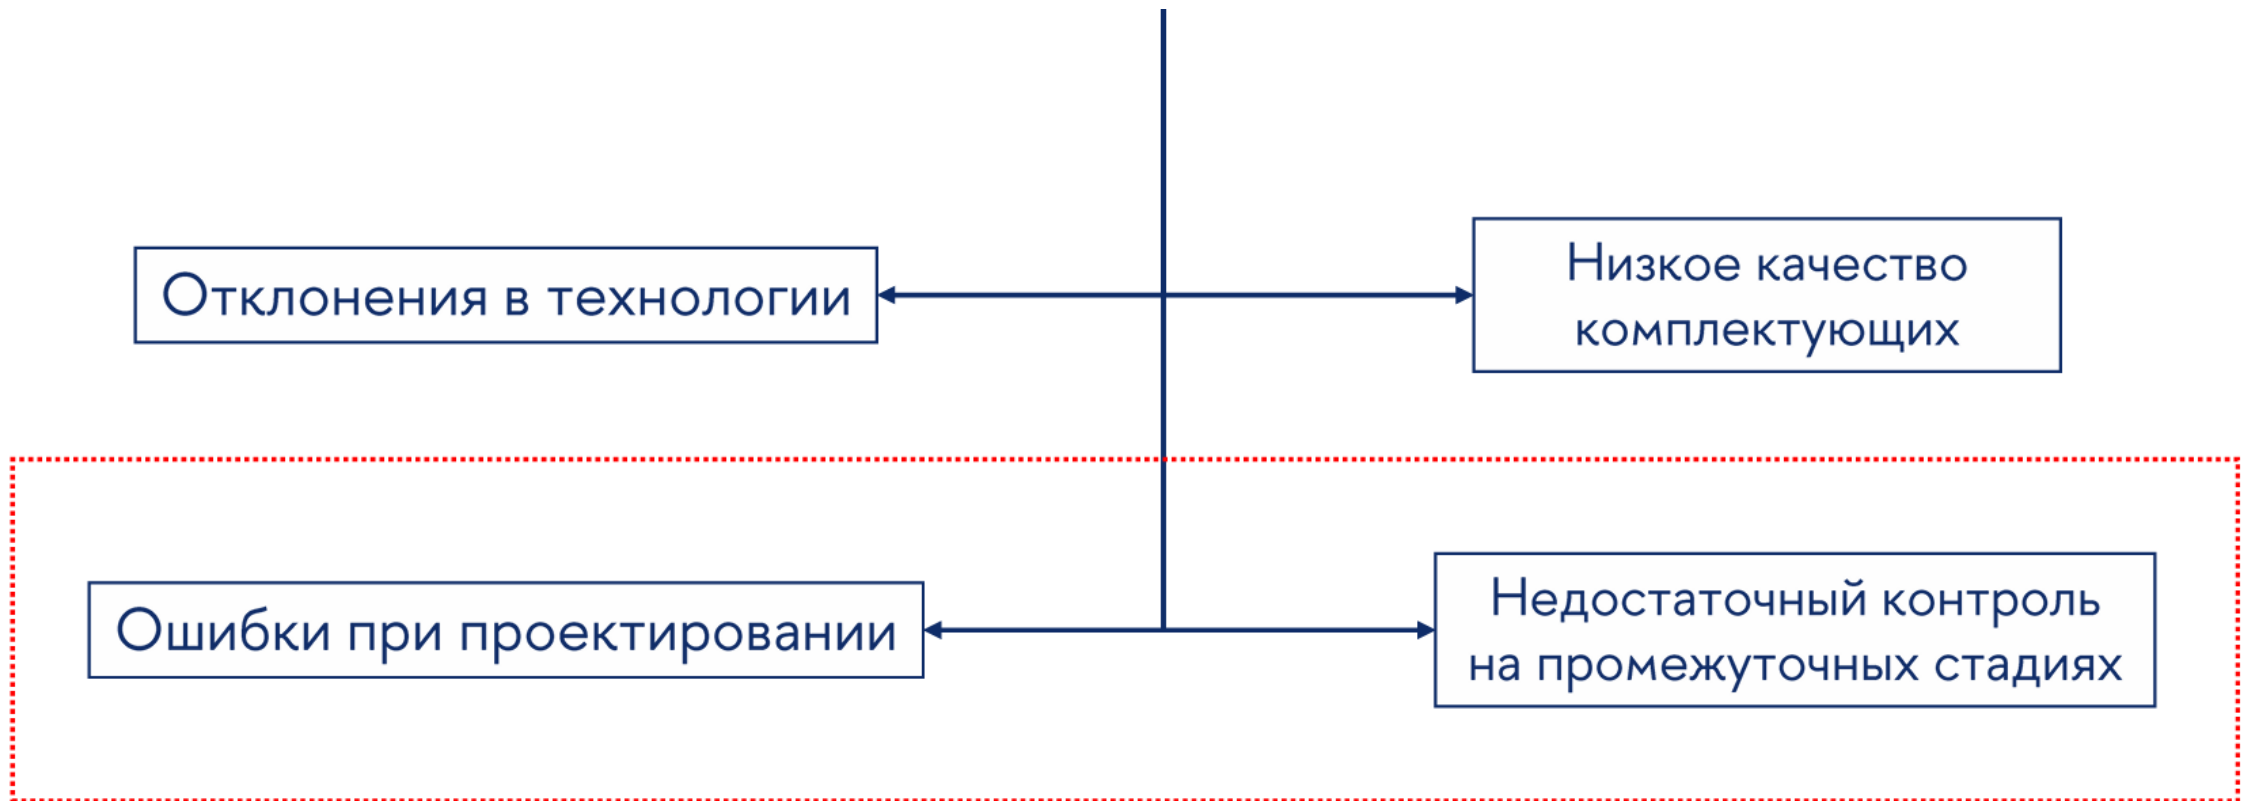 Отклонения в технологии
Низкое качество
комплектующих
Ошибки при проектировании
Недостаточный контроль
на промежуточных стадиях